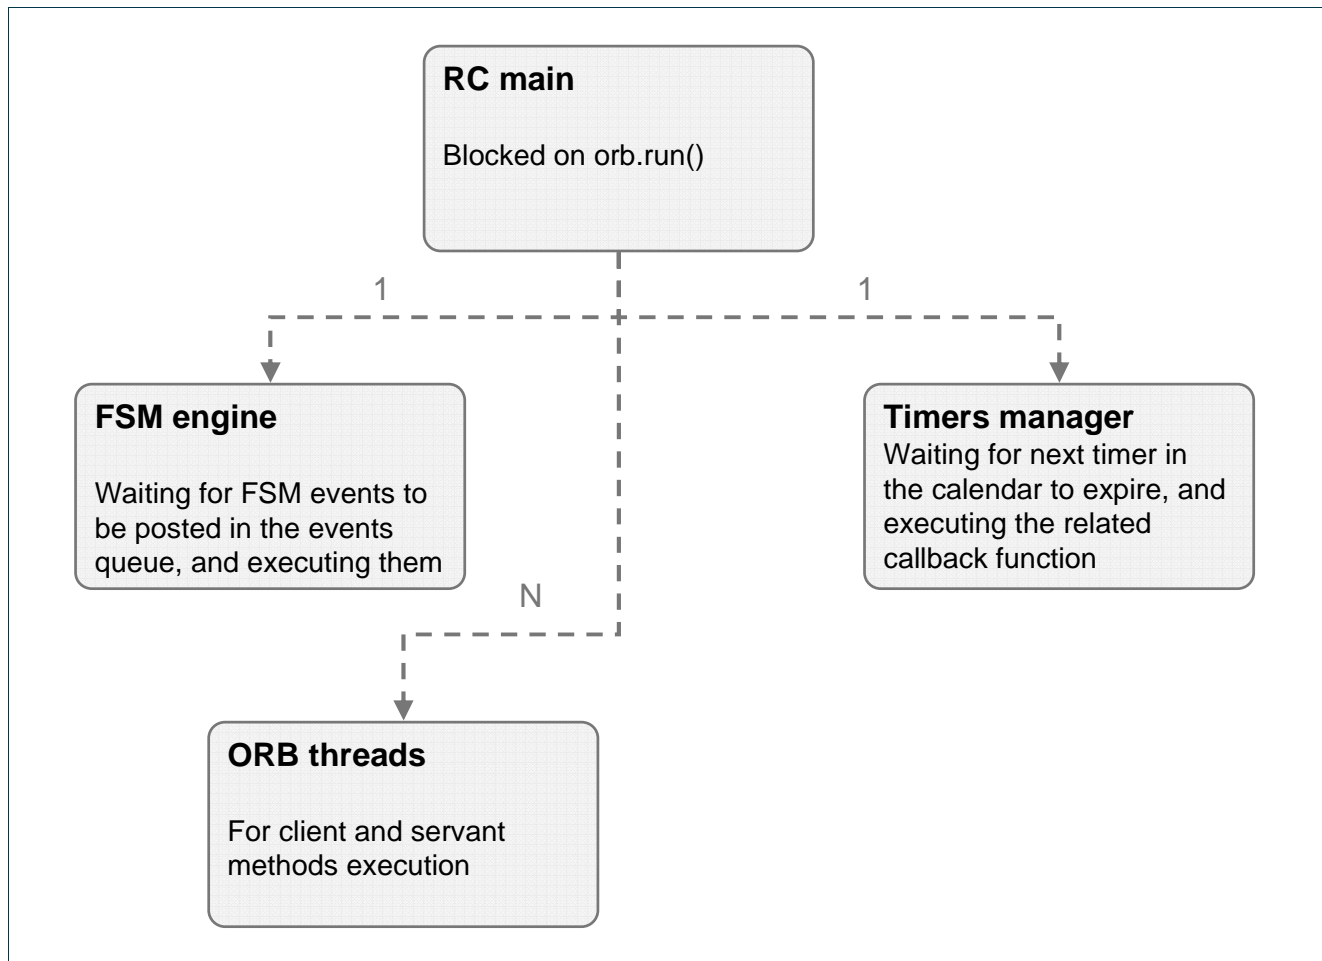 RC main
Blocked on orb.run()
1
1
FSM engine
Waiting for FSM events to
be posted in the events
queue, and executing them
Timers manager
Waiting for next timer in
the calendar to expire, and
executing the related
callback function
N
ORB threads
For client and servant
methods execution